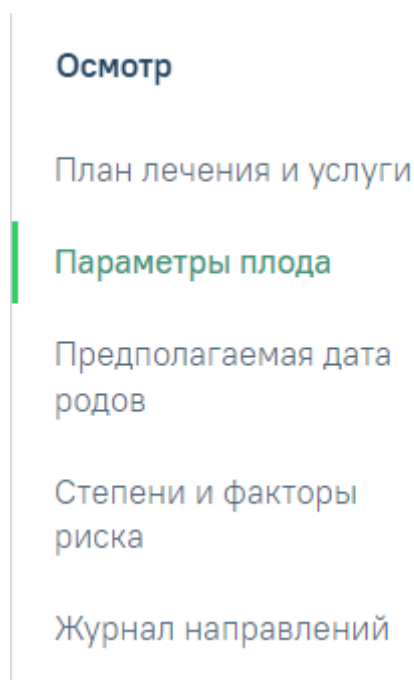 Осмотр
План лечения и услуги
Параметры плода
Предполагаемая дата
родов
Степени и факторы
риска
Журнал направлений